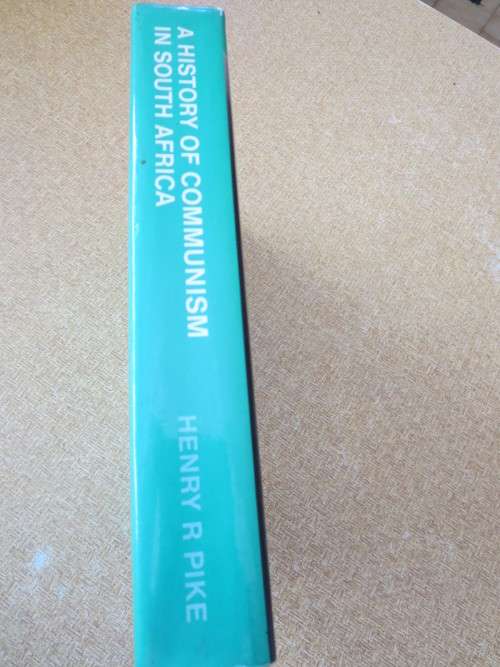 A HISTORY OF COMMUNISM
IN SOUTH AFRICA
HENRY R PIKE